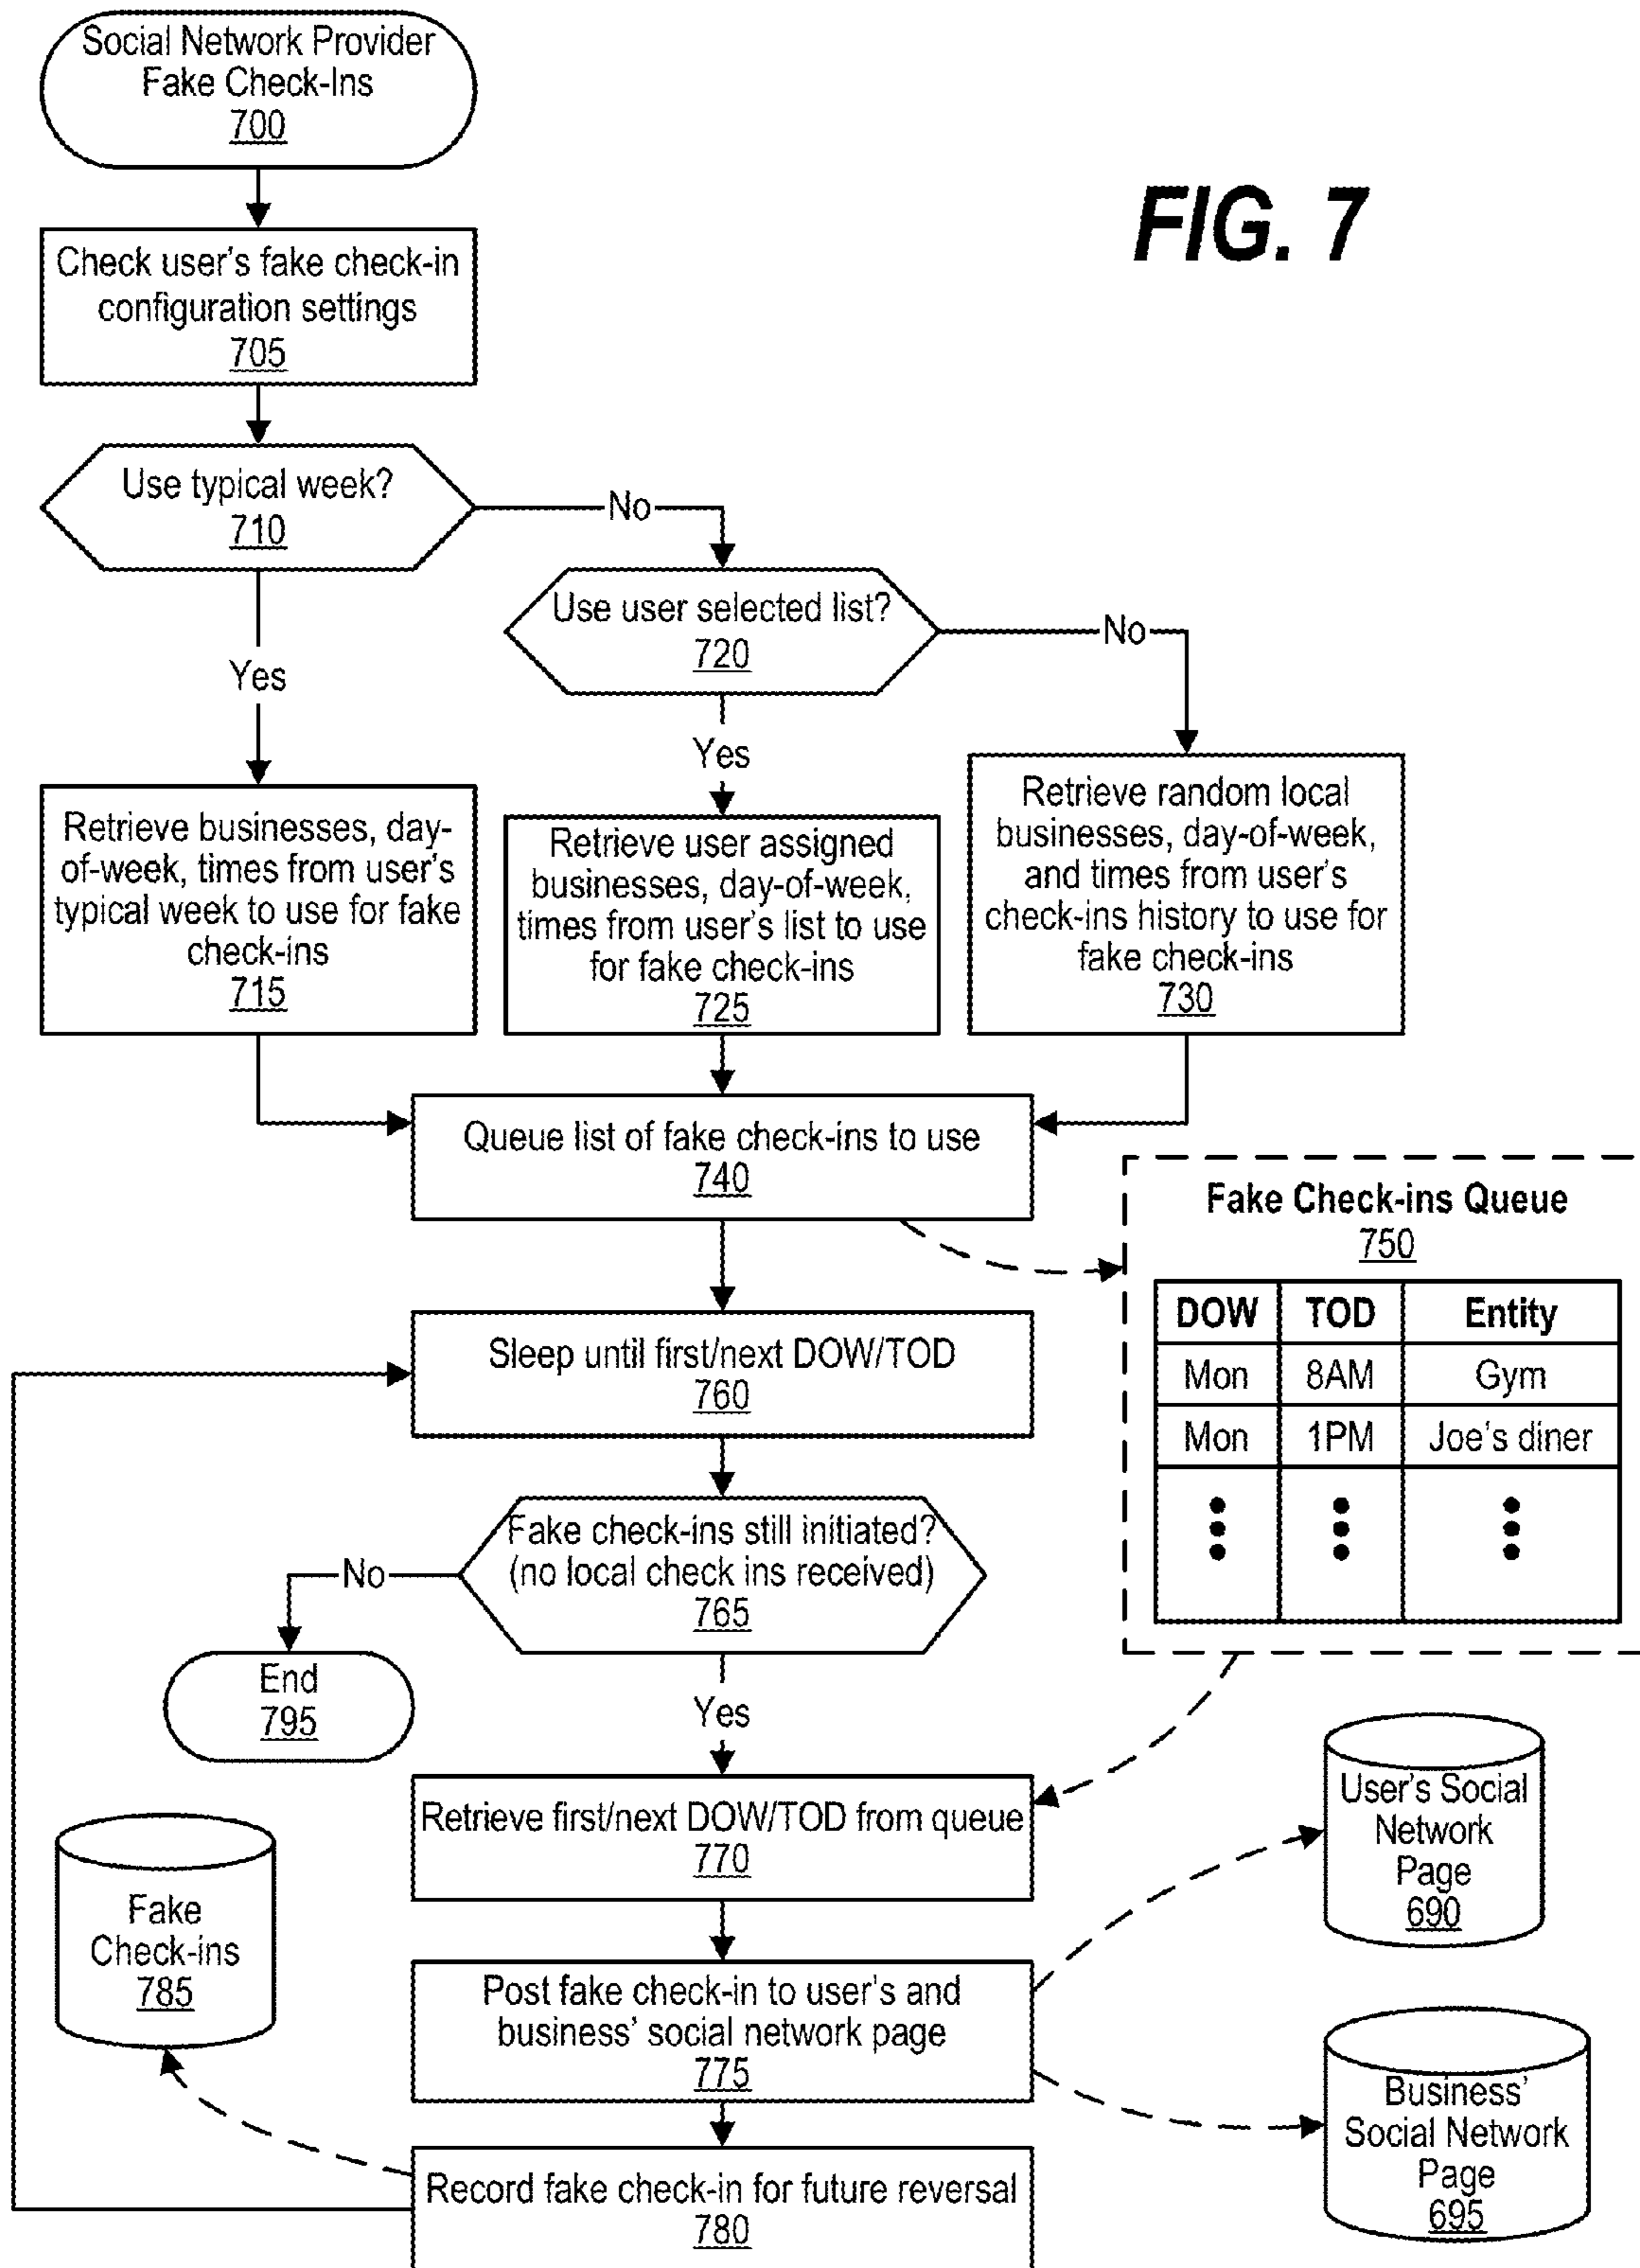 Social Network Provider
Fake Check-Ins
700
FIG. 7
Check user's fake check-in
configuration settings
705
Use typical week?
710
No
Use user selected list?
720
No
Yes
Yes
Retrieve businesses, day-
of-week, times from user's
typical week to use for fake
check-ins
715
Retrieve user assigned
businesses, day-of-week,
times from user's list to use
for fake check-ins
725
Retrieve random local
businesses, day-of-week,
and times from user's
check-ins history to use for
fake check-ins
730
Queue list of fake check-ins to use
740
Fake Check-ins Queue
750
DOW TOD Entity
Mon 8AM Gym
Mon 1PM Joe's diner
Sleep until first/next DOW/TOD
760
Fake check-ins still initiated?
(no local check ins received)
765
No
End
795
Yes
Retrieve first/next DOW/TOD from queue
770
User's Social
Network
Page
690
Fake
Check-ins
785
Post fake check-in to user's and
business' social network page
775
Business'
Social Network
Page
695
Record fake check-in for future reversal
780